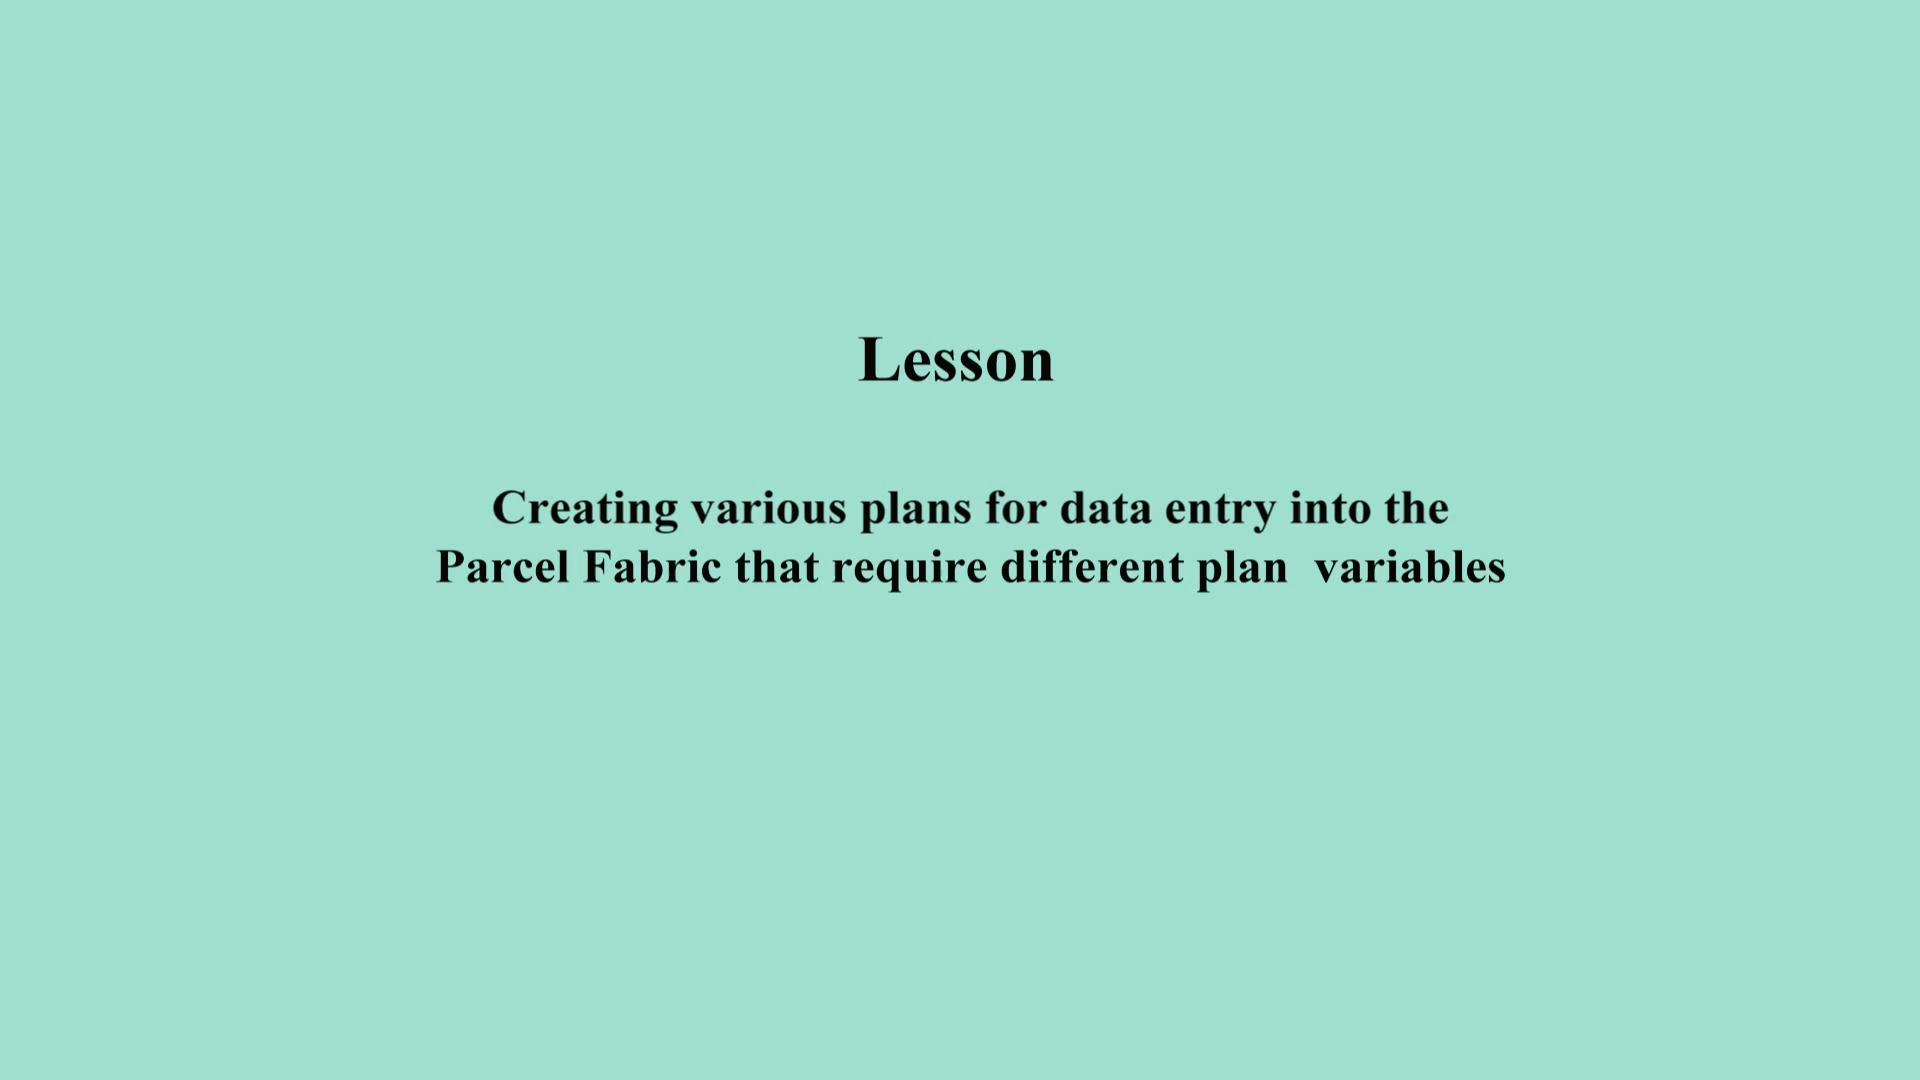 Lesson
Creating various plans for data entry into the
Parcel Fabric that require different plan  variables